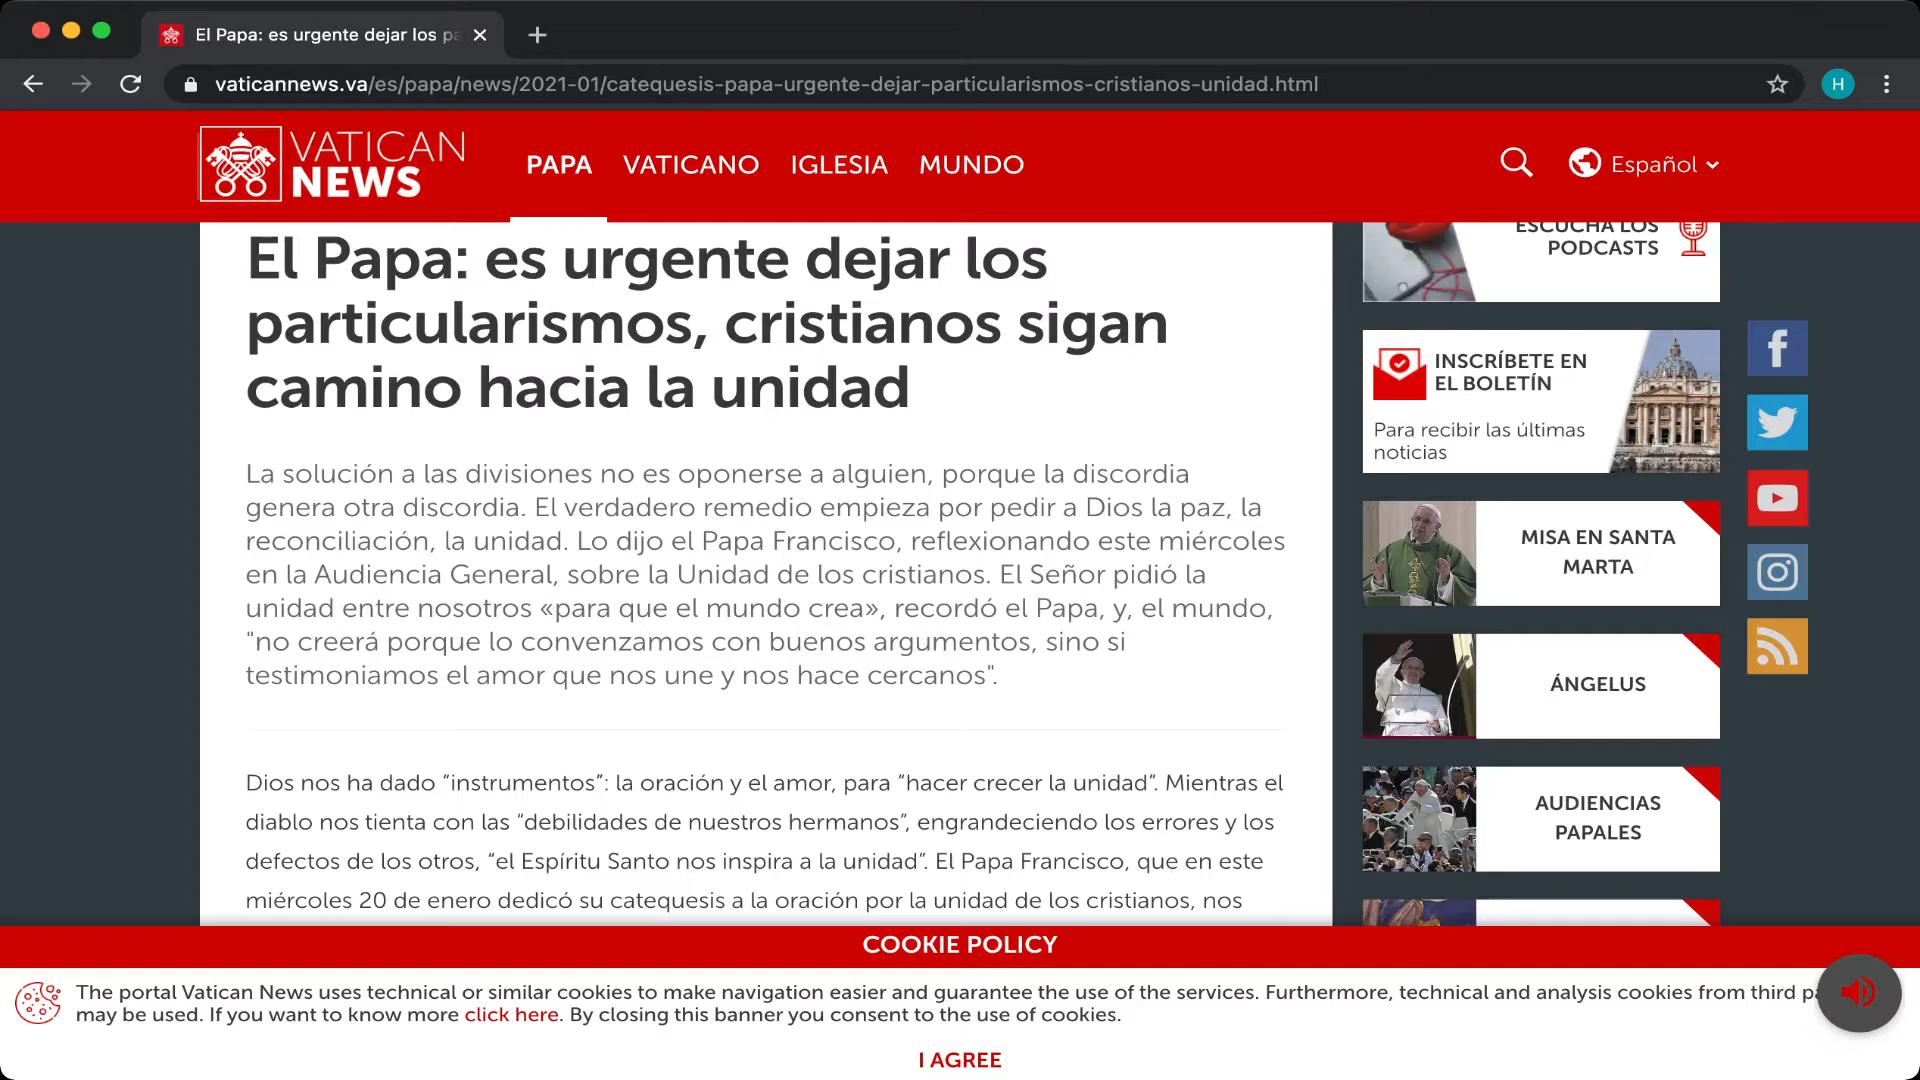 El Papa: es urgente dejar los pa
vaticannews.va/es/papa/news/2021-01/catequesis-papa-urgente-dejar-particularismos-cristianos-unidad.html
H
VATICAN
NEWS
PAPA
VATICANO
IGLESIA
MUNDO
Español
El Papa: es urgente dejar los
particularismos, cristianos sigan
camino hacia la unidad
La solución a las divisiones no es oponerse a alguien, porque la discordia
genera otra discordia. El verdadero remedio empieza por pedir a Dios la paz, la
reconciliación, la unidad. Lo dijo el Papa Francisco, reflexionando este miércoles
en la Audiencia General, sobre la Unidad de los cristianos. El Señor pidió la
unidad entre nosotros «para que el mundo crea», recordó el Papa, y, el mundo,
"no creerá porque lo convenzamos con buenos argumentos, sino si
testimoniamos el amor que nos une y nos hace cercanos".
Dios nos ha dado “instrumentos”: la oración y el amor, para “hacer crecer la unidad”. Mientras el
diablo nos tienta con las “debilidades de nuestros hermanos”, engrandeciendo los errores y los
defectos de los otros, “el Espíritu Santo nos inspira a la unidad”. El Papa Francisco, que en este
miércoles 20 de enero dedicó su catequesis a la oración por la unidad de los cristianos, nos
ESCUCHA LOS
PODCASTS
INSCRÍBETE EN
EL BOLETÍN
Para recibir las últimas
noticias
MISA EN SANTA
MARTA
ÁNGELUS
AUDIENCIAS
PAPALES
COOKIE POLICY
The portal Vatican News uses technical or similar cookies to make navigation easier and guarantee the use of the services. Furthermore, technical and analysis cookies from third pa
may be used. If you want to know more click here. By closing this banner you consent to the use of cookies.
I AGREE